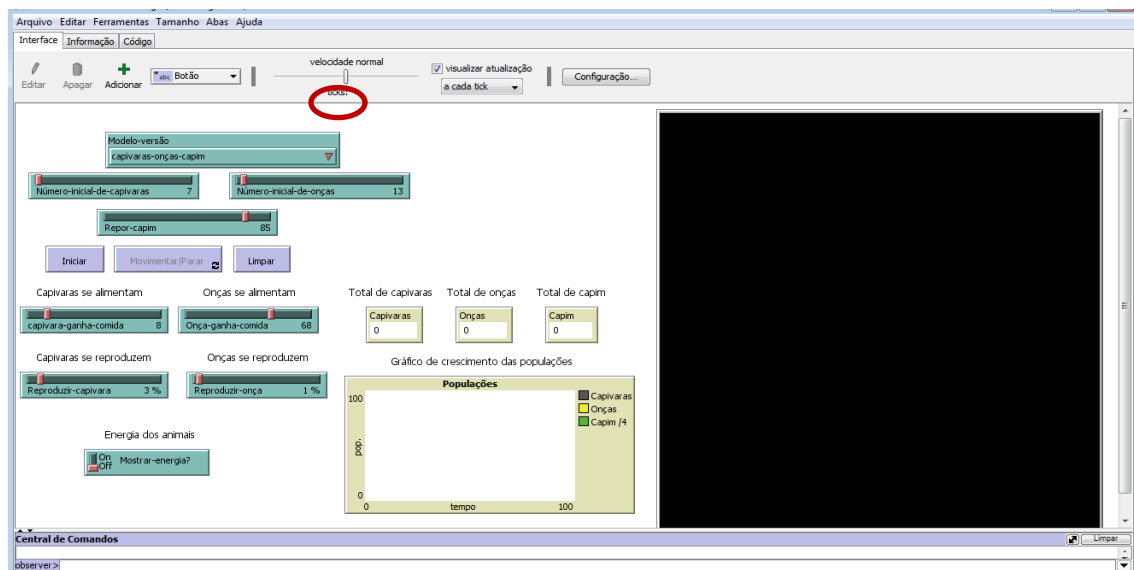 Arquivo Editar Ferramentas Tamanho Abas Ajuda
Interface Informação Código
Editar Apagar Adicionar abc Botão velocidade normal visualizar atualização Configuração...
ticks: a cada tick
Modelo-versão
capivaras-onças-capim
Número-inicial-de-capivaras 7 Número-inicial-de-onças 13
Repor-capim 85
Iniciar Movimentar/Parar Limpar
Capivaras se alimentam Onças se alimentam Total de capivaras Total de onças Total de capim
capivara-ganha-comida 8 Onça-ganha-comida 68 Capivaras Onças Capim
0 0 0
Capivaras se reproduzem Onças se reproduzem Gráfico de crescimento das populações
Reproduzir-capivara 3 % Reproduzir-onça 1 %
Populações
100 Capivaras
Onças
Capim /4
pop.
0
0 tempo 100
Energia dos animais
On
Off Mostrar-energia?
Central de Comandos Limpar
observer>